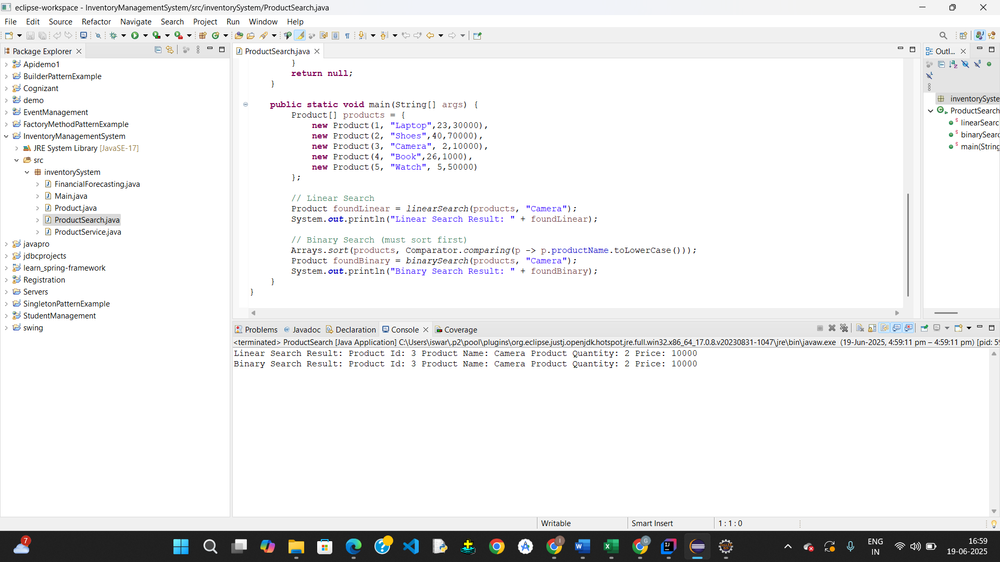 eclipse-workspace - InventoryManagementSystem/src/inventorySystem/ProductSearch.java
File Edit Source Refactor Navigate Search Project Run Window Help
Package Explorer
Apidemo1
BuilderPatternExample
Cognizant
demo
EventManagement
FactoryMethodPatternExample
InventoryManagementSystem
JRE System Library [JavaSE-17]
src
inventorySystem
FinancialForecasting.java
Main.java
Product.java
ProductSearch.java
ProductService.java
javapro
jdbcprojects
learn_spring-framework
Registration
Servers
SingletonPatternExample
StudentManagement
swing
ProductSearch.java
}
return null;
}
public static void main(String[] args) {
Product[] products = {
new Product(1, "Laptop",23,30000),
new Product(2, "Shoes",40,70000),
new Product(3, "Camera", 2,10000),
new Product(4, "Book",26,1000),
new Product(5, "Watch", 5,50000)
};
// Linear Search
Product foundLinear = linearSearch(products, "Camera");
System.out.println("Linear Search Result: " + foundLinear);
// Binary Search (must sort first)
Arrays.sort(products, Comparator.comparing(p -> p.productName.toLowerCase()));
Product foundBinary = binarySearch(products, "Camera");
System.out.println("Binary Search Result: " + foundBinary);
}
}
Outl...
inventorySyste
ProductSearch
linearSearc
binarySearc
main(String
Problems @ Javadoc Declaration Console Coverage
<terminated> ProductSearch [Java Application] C:\Users\iswar\.p2\pool\plugins\org.eclipse.justj.openjdk.hotspot.jre.full.win32.x86_64_17.0.8.v20230831-1047\jre\bin\javaw.exe (19-Jun-2025, 4:59:11 pm – 4:59:11 pm) [pid: 59
Linear Search Result: Product Id: 3 Product Name: Camera Product Quantity: 2 Price: 10000
Binary Search Result: Product Id: 3 Product Name: Camera Product Quantity: 2 Price: 10000
Writable Smart Insert 1 : 1 : 0
7
ENG
IN
16:59
19-06-2025